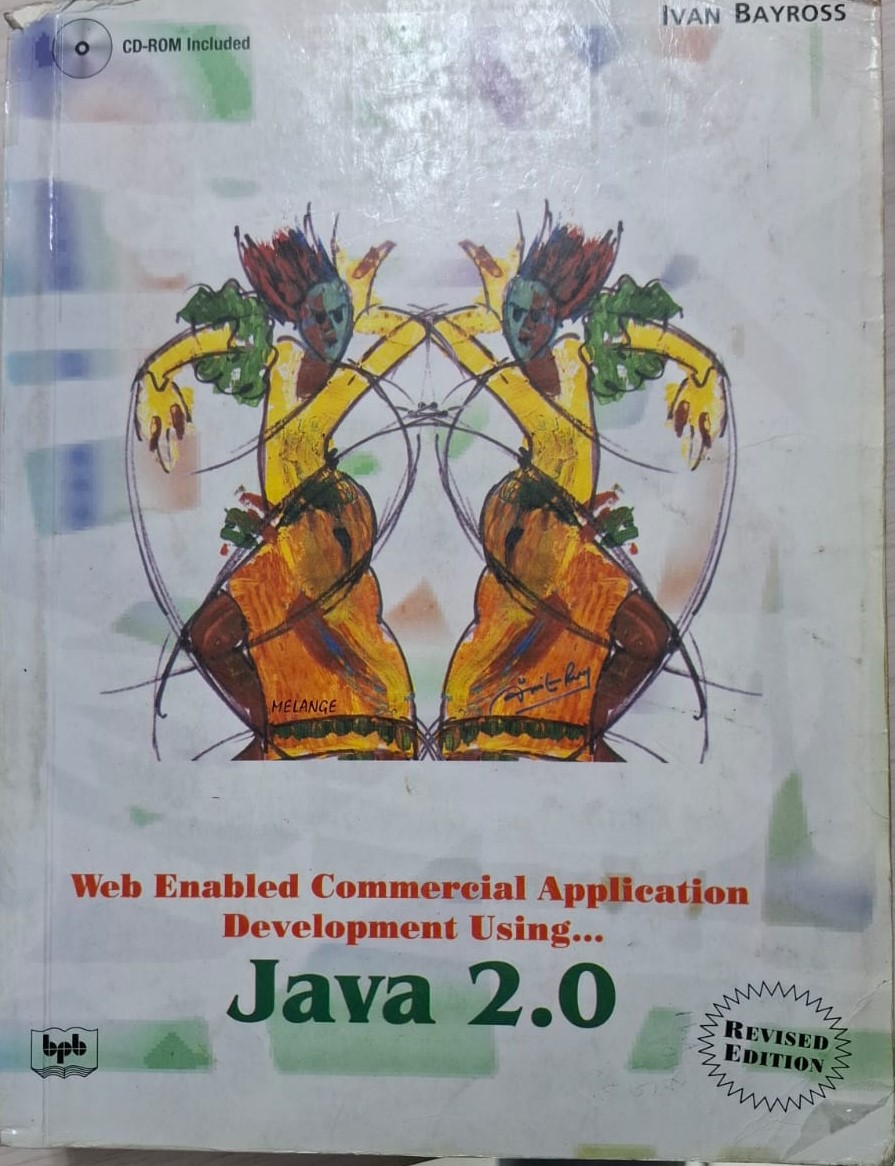 IVAN BAYROSS
CD-ROM Included
MELANGE
Web Enabled Commercial Application
Development Using...
Java 2.0
bpb
REVISED
EDITION